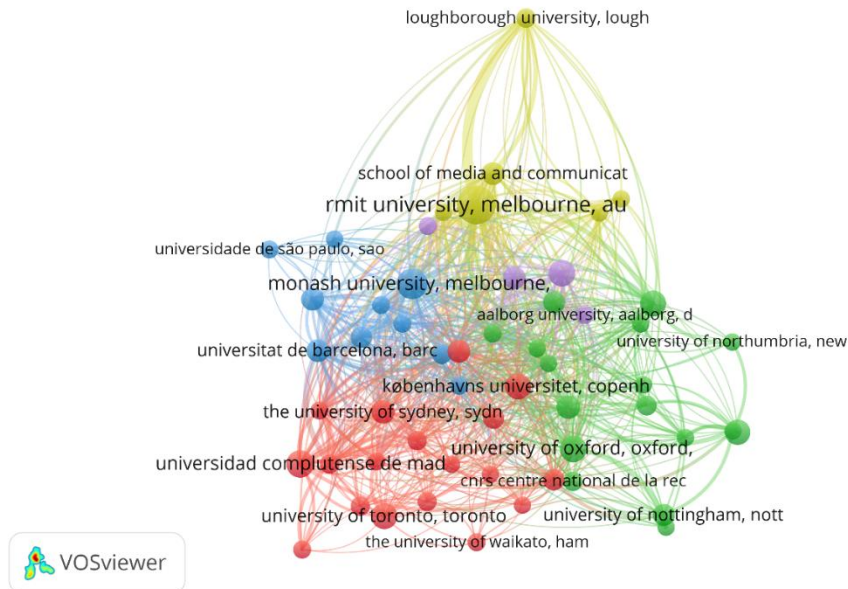 loughborough university, lough
school of media and communicat
rmit university, melbourne, au
universidade de são paulo, sao
monash university, melbourne,
aalborg university, aalborg, d
university of northumbria, new
universitat de barcelona, barc
københavns universitet, copenh
the university of sydney, sydn
university of oxford, oxford,
universidad complutense de mad
cnrs centre national de la rec
university of toronto, toronto
university of nottingham, nott
the university of waikato, ham
VOSviewer